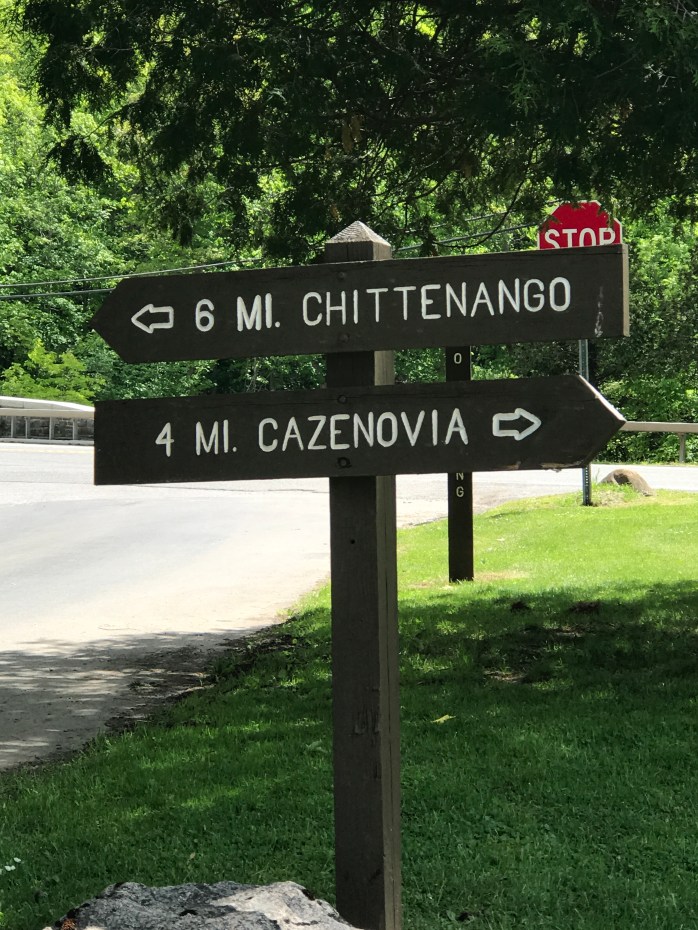 STOP
6 MI. CHITTENANGO
O
4 MI. CAZENOVIA
N
G